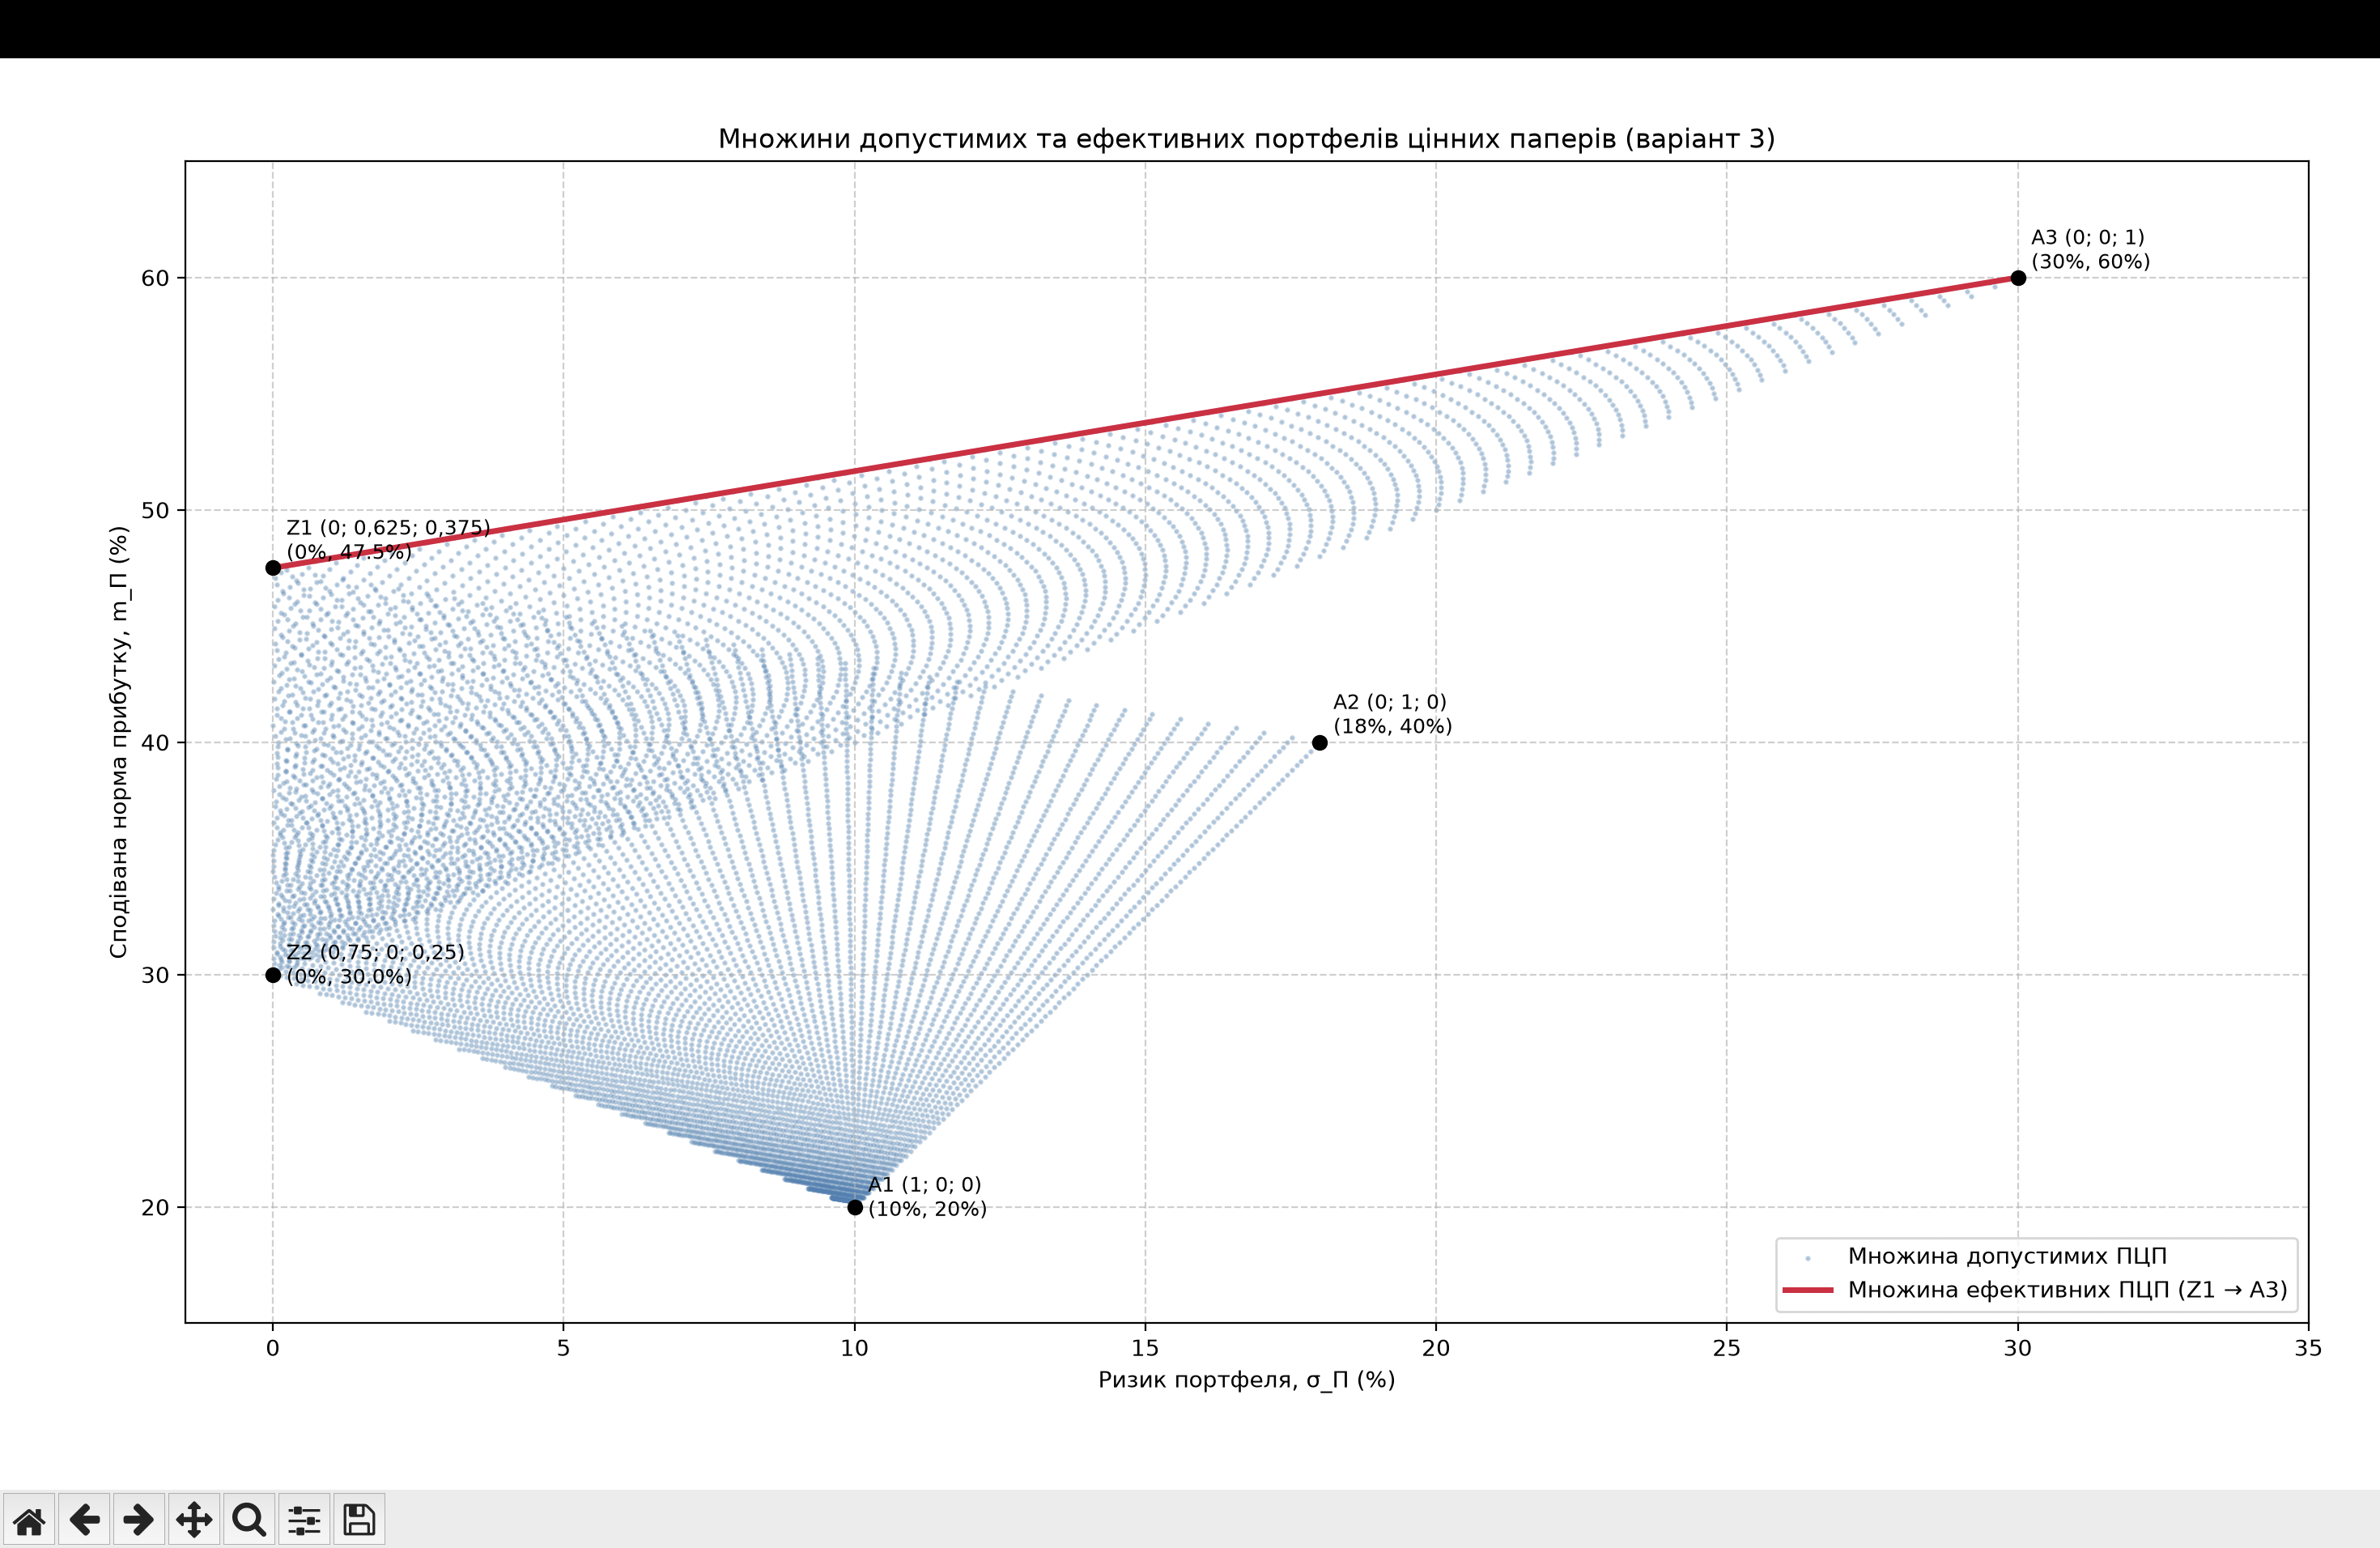 Множини допустимих та ефективних портфелів цінних паперів (варіант 3)
Сподівана норма прибутку, m_П (%)
60
50
40
30
20
A3 (0; 0; 1)
(30%, 60%)
Z1 (0; 0,625; 0,375)
(0%, 47.5%)
A2 (0; 1; 0)
(18%, 40%)
Z2 (0,75; 0; 0,25)
(0%, 30.0%)
A1 (1; 0; 0)
(10%, 20%)
Множина допустимих ПЦП
Множина ефективних ПЦП (Z1 → A3)
0 5 10 15 20 25 30 35
Ризик портфеля, σ_П (%)